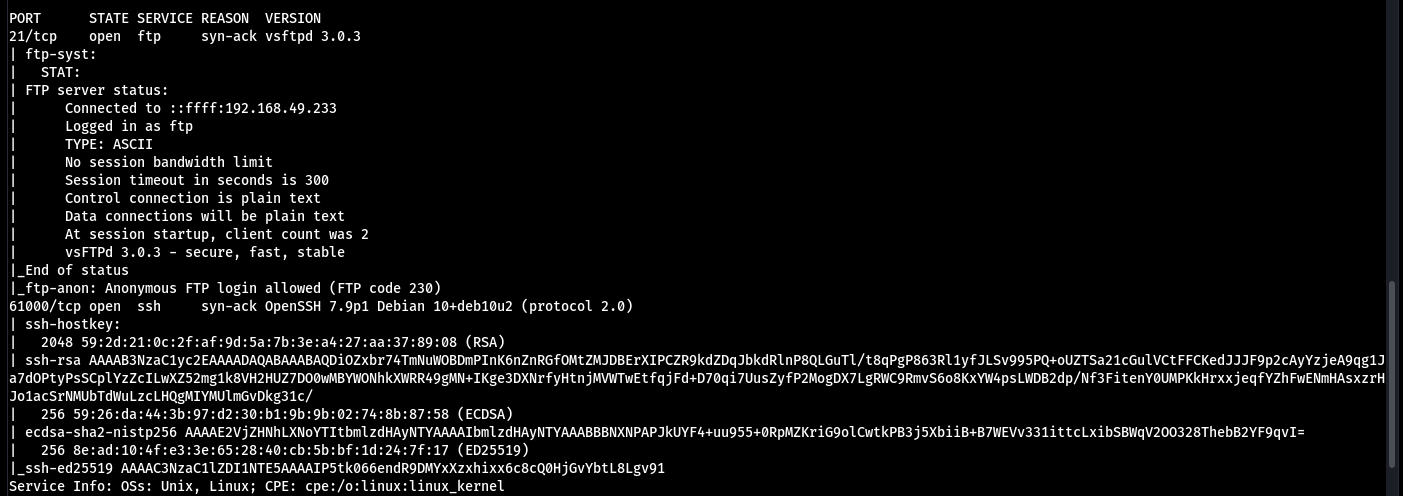 PORT      STATE SERVICE REASON  VERSION
21/tcp    open  ftp     syn-ack vsftpd 3.0.3
| ftp-syst:
|   STAT:
| FTP server status:
|      Connected to ::ffff:192.168.49.233
|      Logged in as ftp
|      TYPE: ASCII
|      No session bandwidth limit
|      Session timeout in seconds is 300
|      Control connection is plain text
|      Data connections will be plain text
|      At session startup, client count was 2
|      vsFTPd 3.0.3 - secure, fast, stable
|_End of status
|_ftp-anon: Anonymous FTP login allowed (FTP code 230)
61000/tcp open  ssh     syn-ack OpenSSH 7.9p1 Debian 10+deb10u2 (protocol 2.0)
| ssh-hostkey:
|   2048 59:2d:21:0c:2f:af:9d:5a:7b:3e:a4:27:aa:37:89:08 (RSA)
| ssh-rsa AAAAB3NzaC1yc2EAAAADAQABAAABAQDiOZxbr74TmNuWOBDmPInK6nZnRGfOMtZMJDBErXIPCZR9kdZDqJbkdRlnP8QLGuTl/t8qPgP863Rl1yfJLSv995PQ+oUZTSa21cGulVCtFFCKedJJJF9p2cAyYzjeA9qg1J
a7dOPtyPsSCplYzZcILwXZ52mg1k8VH2HUZ7DO0wMBYWONhkXWRR49gMN+IKge3DXNrfyHtnjMVWTwEtfqjFd+D70qi7UusZyfP2MogDX7LgRWC9RmvS6o8KxYW4psLWDB2dp/Nf3FitenY0UMPKkHrxxjeqfYZhFwENmHAsxzrH
Jo1acSrNMUbTdWuLzcLHQgMIYMUlmGvDkg31c/
|   256 59:26:da:44:3b:97:d2:30:b1:9b:9b:02:74:8b:87:58 (ECDSA)
| ecdsa-sha2-nistp256 AAAAE2VjZHNhLXNoYTItbmlzdHAyNTYAAAAIbmlzdHAyNTYAAABBBNXNPAPJkUYF4+uu955+0RpMZKriG9olCwtkPB3j5XbiiB+B7WEVv331ittcLxibSBWqV2OO328ThebB2YF9qvI=
|   256 8e:ad:10:4f:e3:3e:65:28:40:cb:5b:bf:1d:24:7f:17 (ED25519)
|_ssh-ed25519 AAAAC3NzaC1lZDI1NTE5AAAAIP5tk066endR9DMYxXzxhixx6c8cQ0HjGvYbtL8Lgv91
Service Info: OSs: Unix, Linux; CPE: cpe:/o:linux:linux_kernel